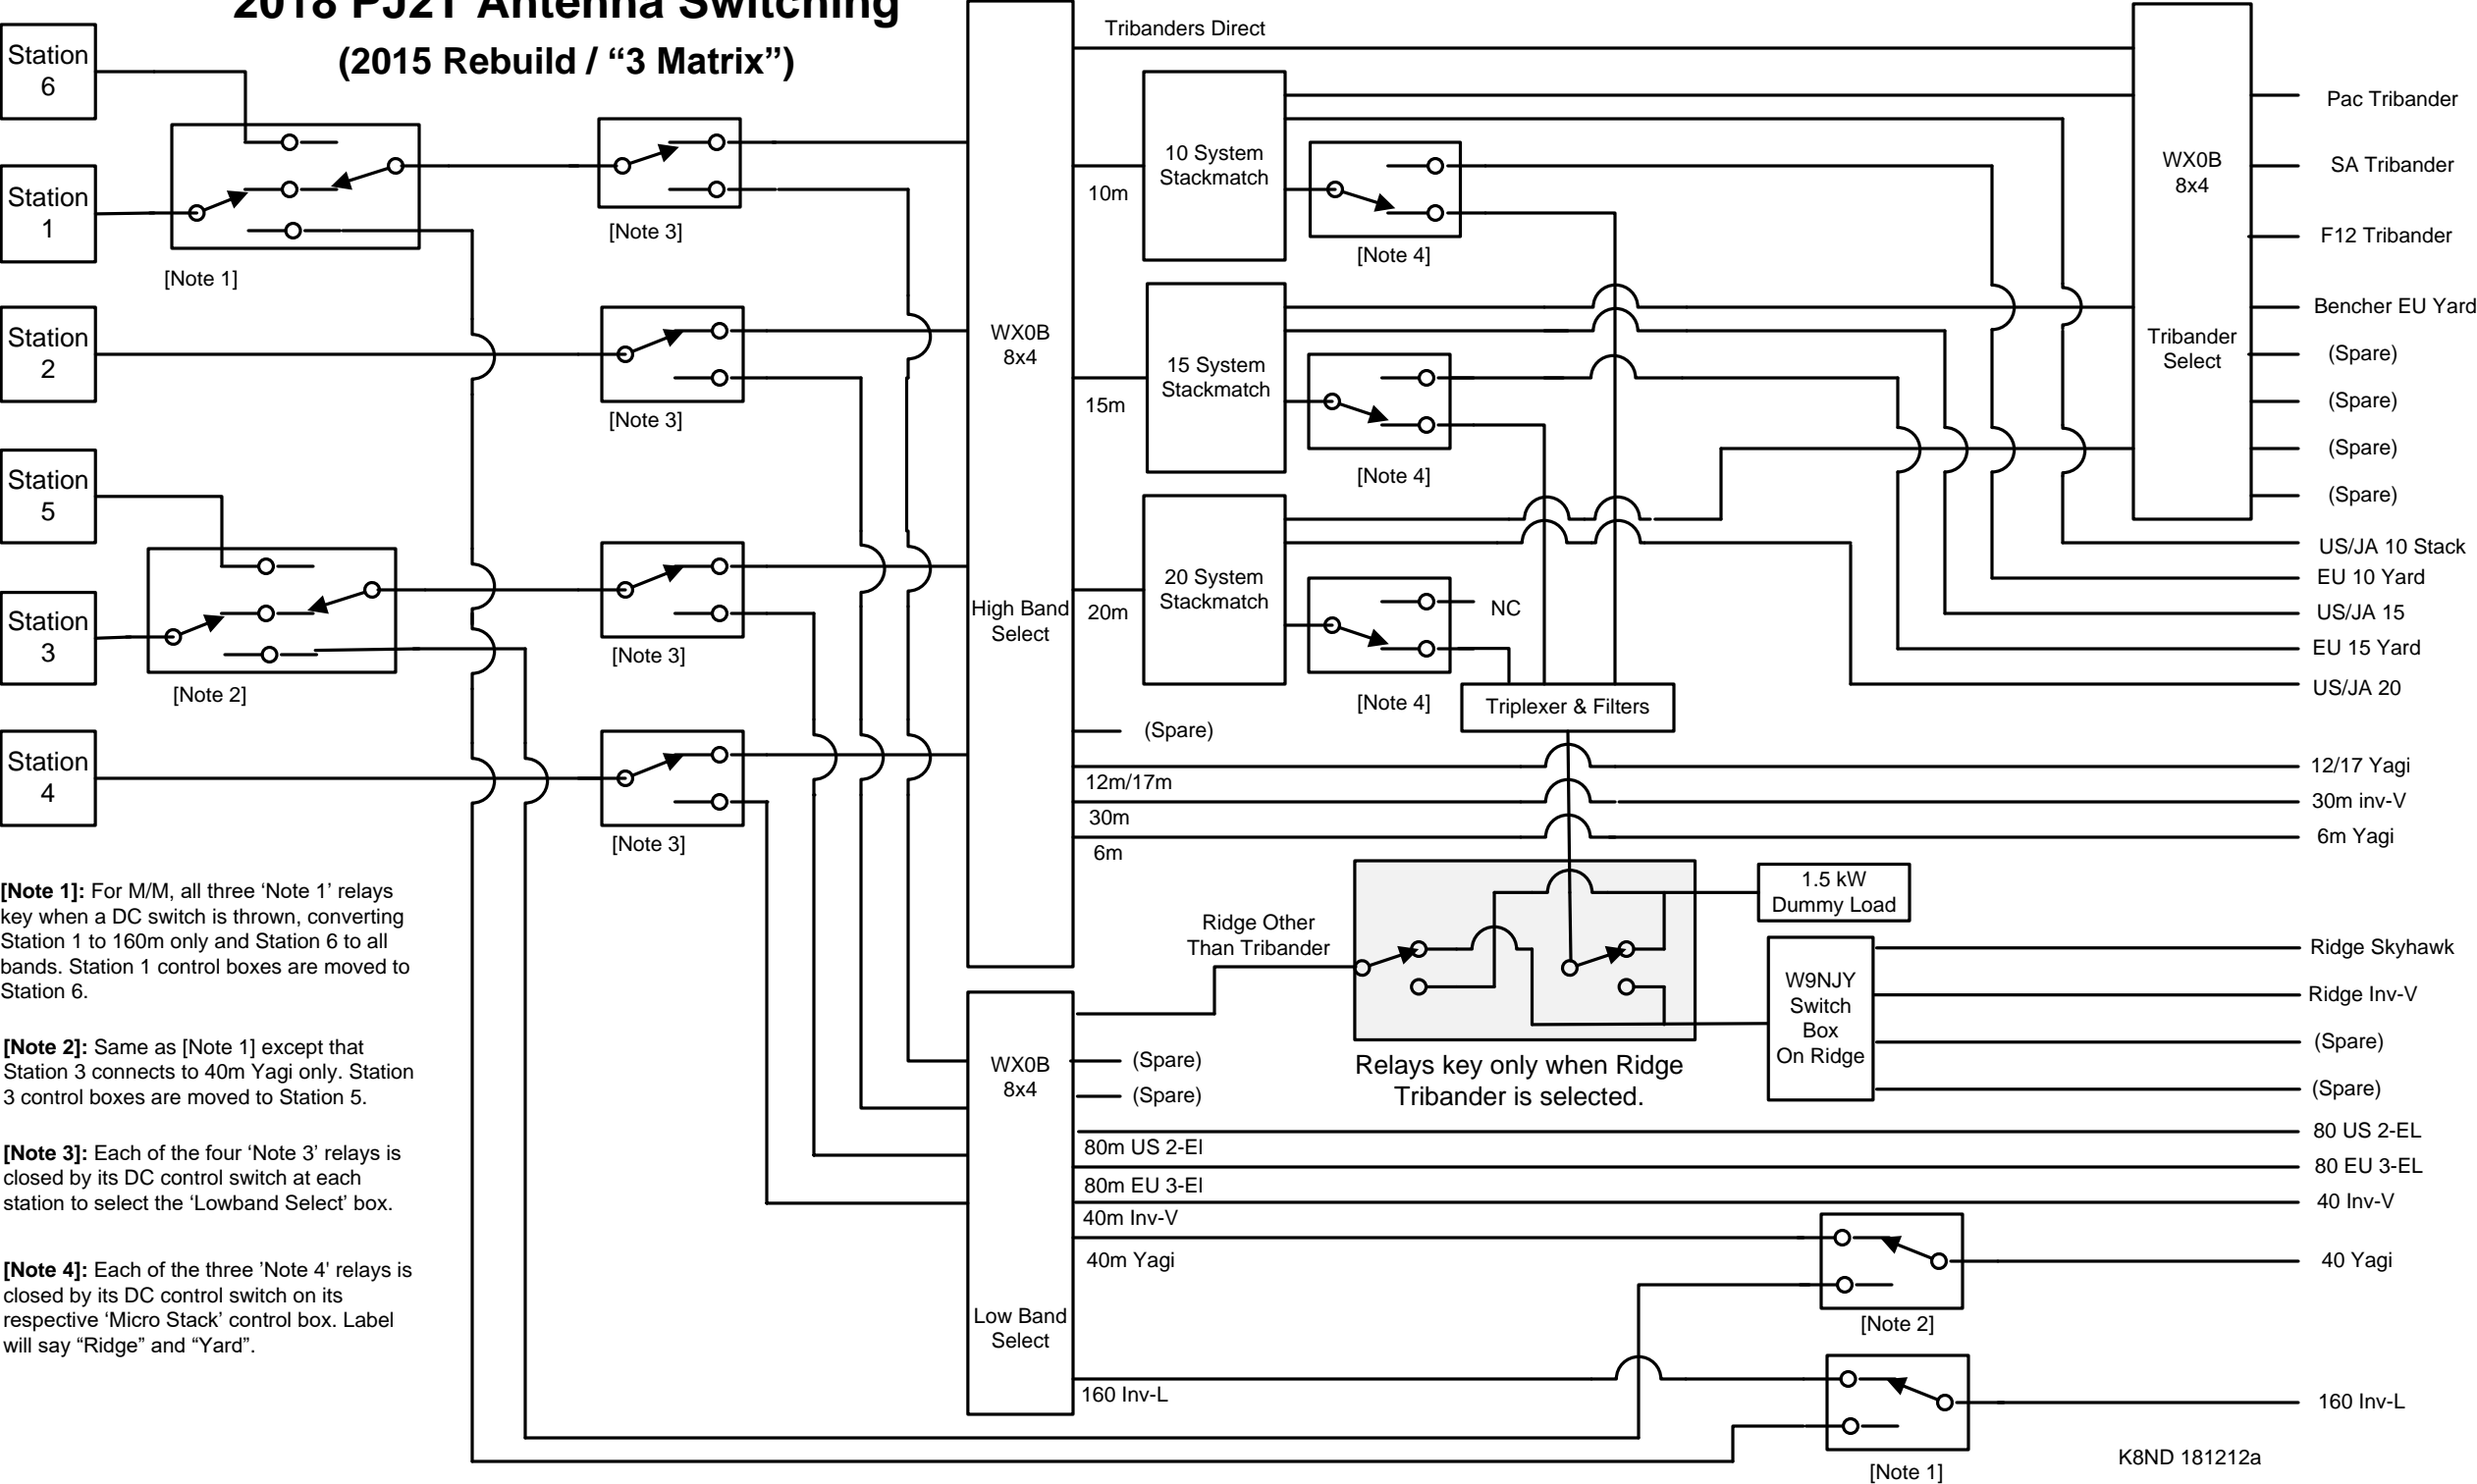 2018 PJ2T Antenna Switching
(2015 Rebuild / “3 Matrix”)
Station
6
Station
1
[Note 1]
Station
2
Station
5
Station
3
[Note 2]
Station
4
[Note 3]
[Note 3]
[Note 3]
[Note 3]
WX0B
8x4
High Band
Select
Tribanders Direct
10m
15m
20m
(Spare)
12m/17m
30m
6m
10 System
Stackmatch
15 System
Stackmatch
20 System
Stackmatch
[Note 4]
[Note 4]
NC
[Note 4]
Triplexer & Filters
WX0B
8x4
Tribander
Select
Pac Tribander
SA Tribander
F12 Tribander
Bencher EU Yard
(Spare)
(Spare)
(Spare)
(Spare)
US/JA 10 Stack
EU 10 Yard
US/JA 15
EU 15 Yard
US/JA 20
12/17 Yagi
30m inv-V
6m Yagi
1.5 kW
Dummy Load
Ridge Other
Than Tribander
W9NJY
Switch
Box
On Ridge
Relays key only when Ridge
Tribander is selected.
Ridge Skyhawk
Ridge Inv-V
(Spare)
(Spare)
WX0B
8x4
Low Band
Select
(Spare)
(Spare)
80m US 2-El
80m EU 3-El
40m Inv-V
40m Yagi
160 Inv-L
80 US 2-EL
80 EU 3-EL
40 Inv-V
40 Yagi
[Note 2]
160 Inv-L
[Note 1]
K8ND 181212a
[Note 1]: For M/M, all three ‘Note 1’ relays
key when a DC switch is thrown, converting
Station 1 to 160m only and Station 6 to all
bands. Station 1 control boxes are moved to
Station 6.
[Note 2]: Same as [Note 1] except that
Station 3 connects to 40m Yagi only. Station
3 control boxes are moved to Station 5.
[Note 3]: Each of the four ‘Note 3’ relays is
closed by its DC control switch at each
station to select the ‘Lowband Select’ box.
[Note 4]: Each of the three ’Note 4' relays is
closed by its DC control switch on its
respective ‘Micro Stack’ control box. Label
will say “Ridge” and “Yard”.